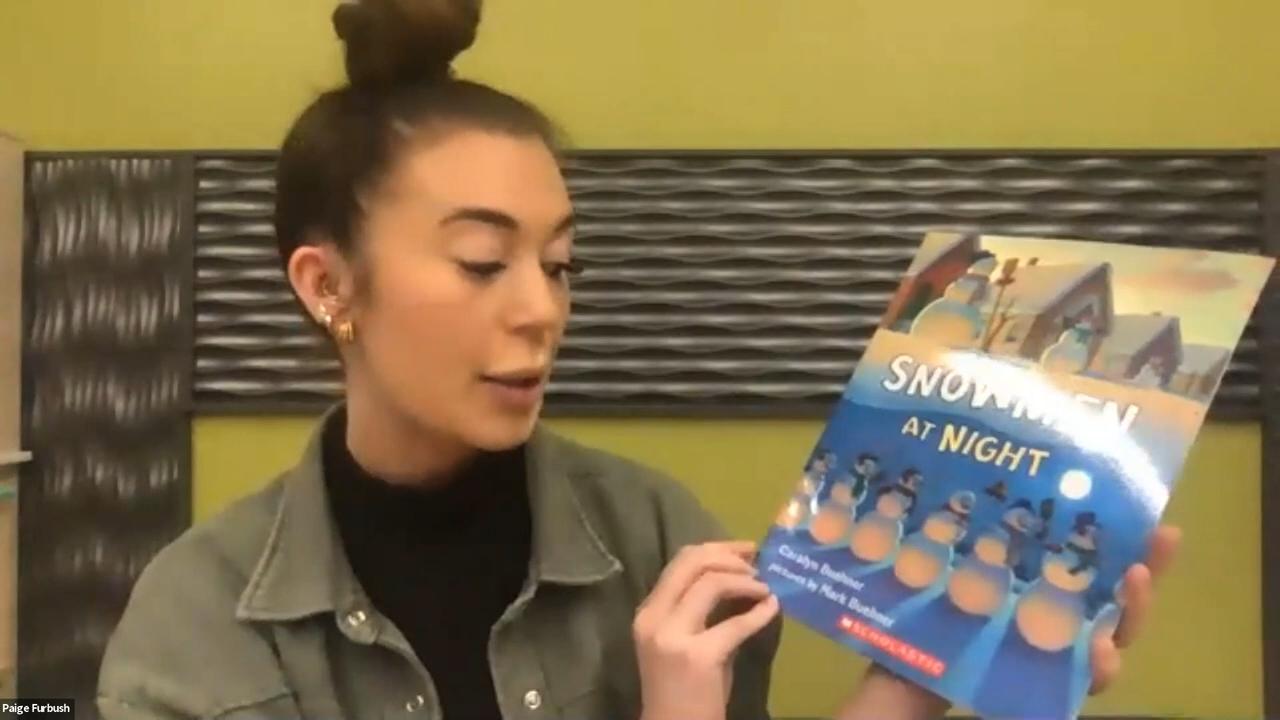 SNOWMEN
AT NIGHT
Caralyn Buehner
pictures by Mark Buehner
SCHOLASTIC
Paige Furbush